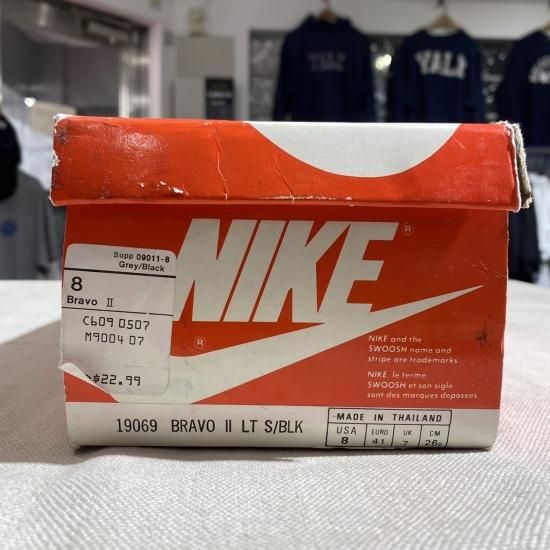 YALE
YALE
NIKE®
Supp 09011-8
Grey/Black
8
Bravo II
C609 0507
M9004 07
$22.99
®
NIKE and the
SWOOSH name and
stripe are trademarks
NIKE, le terme
SWOOSH et son sigle
sont des marques deposees
19069 BRAVO II LT S/BLK
MADE IN THAILAND
USA EURO UK CM
8 41 7 26